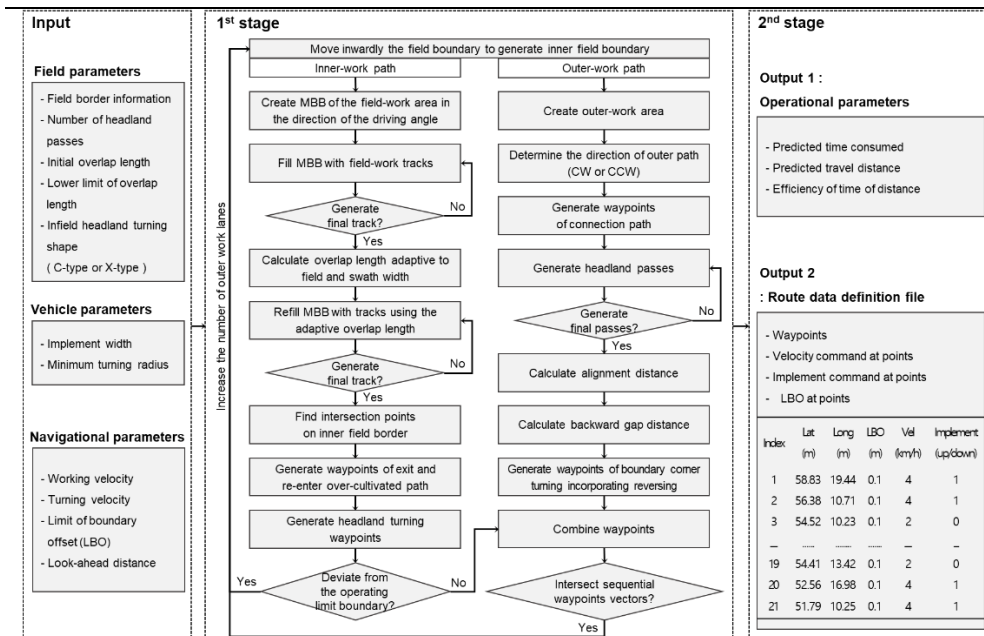 Input
Field parameters
- Field border information
- Number of headland
passes
- Initial overlap length
- Lower limit of overlap
length
- Infield headland turning
shape
( C-type or X-type )
Vehicle parameters
- Implement width
- Minimum turning radius
Navigational parameters
- Working velocity
- Turning velocity
- Limit of boundary
offset (LBO)
- Look-ahead distance
1st stage
Move inwardly the field boundary to generate inner field boundary
Inner-work path
Create MBB of the field-work area in
the direction of the driving angle
Fill MBB with field-work tracks
Generate
final track?
No
Yes
Calculate overlap length adaptive to
field and swath width
Refill MBB with tracks using the
adaptive overlap length
No
Generate
final track?
Yes
Find intersection points
on inner field border
Generate waypoints of exit and
re-enter over-cultivated path
Generate headland turning
waypoints
Yes
Deviate from
the operating
limit boundary?
No
Increase the number of outer work lanes
Outer-work path
Create outer-work area
Determine the direction of outer path
(CW or CCW)
Generate waypoints
of connection path
Generate headland passes
No
Generate
final passes?
Yes
Calculate alignment distance
Calculate backward gap distance
Generate waypoints of boundary corner
turning incorporating reversing
Combine waypoints
Intersect sequential
waypoints vectors?
Yes
2nd stage
Output 1 :
Operational parameters
- Predicted time consumed
- Predicted travel distance
- Efficiency of time of distance
Output 2
: Route data definition file
- Waypoints
- Velocity command at points
- Implement command at points
- LBO at points
Index Lat (m) Long (m) LBO (m) Vel (km/h) Implement (up/down)
1 58.83 19.44 0.1 4 1
2 56.38 10.71 0.1 4 1
3 54.52 10.23 0.1 2 0
... ...... ........ ...... ... ...
19 54.41 13.42 0.1 2 0
20 52.56 16.98 0.1 4 1
21 51.79 10.25 0.1 4 1